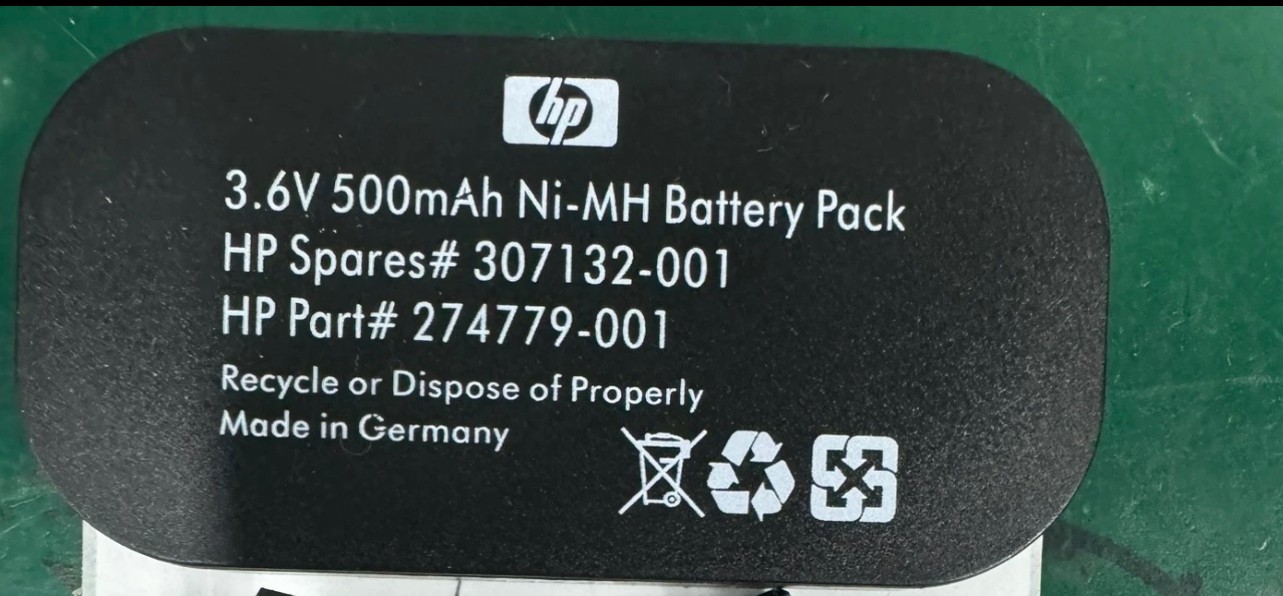 hp
3.6V 500mAh Ni-MH Battery Pack
HP Spares# 307132-001
HP Part# 274779-001
Recycle or Dispose of Properly
Made in Germany